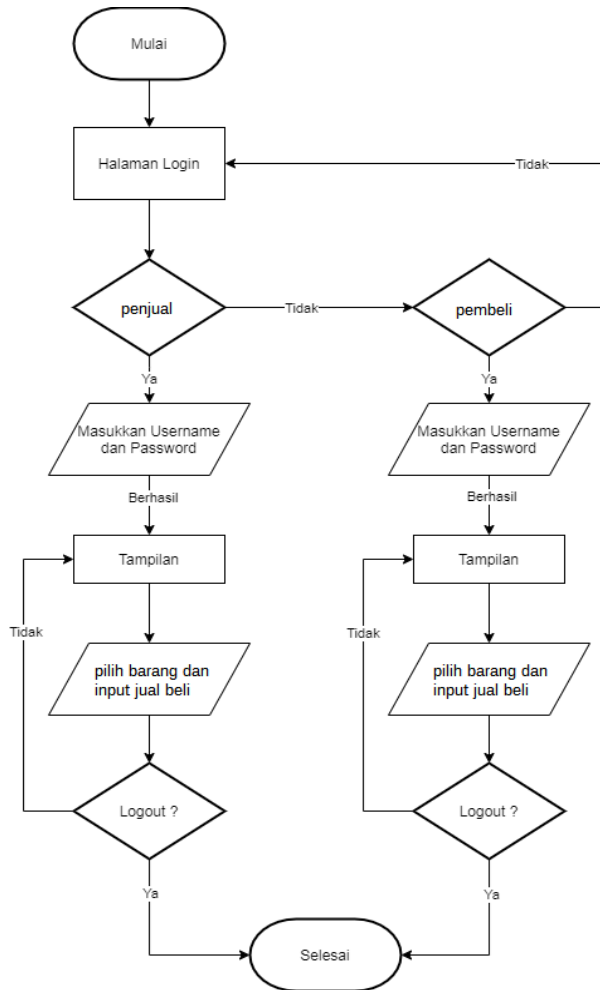 Mulai
Halaman Login
Tidak
penjual
Tidak
pembeli
Ya
Ya
Masukkan Username
dan Password
Masukkan Username
dan Password
Berhasil
Berhasil
Tampilan
Tampilan
Tidak
Tidak
pilih barang dan
input jual beli
pilih barang dan
input jual beli
Logout ?
Logout ?
Ya
Ya
Selesai